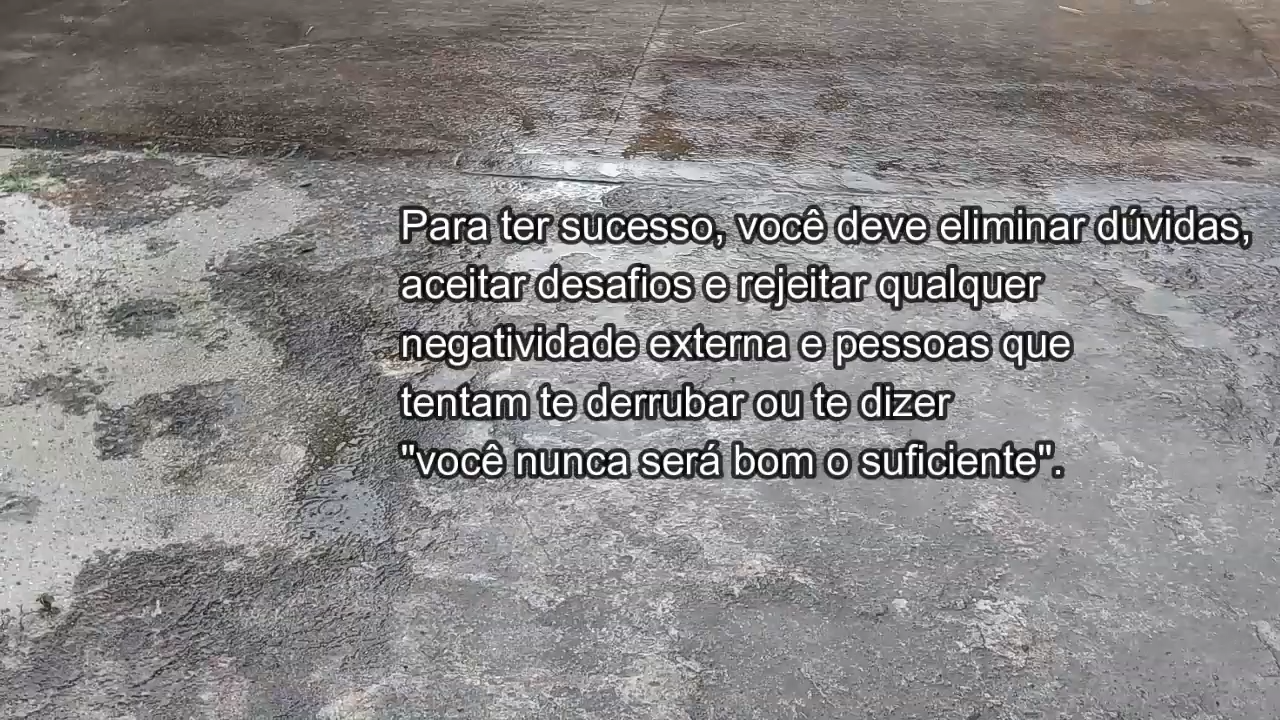 Para ter sucesso, você deve eliminar dúvidas,
aceitar desafios e rejeitar qualquer
negatividade externa e pessoas que
tentam te derrubar ou te dizer
"você nunca será bom o suficiente".